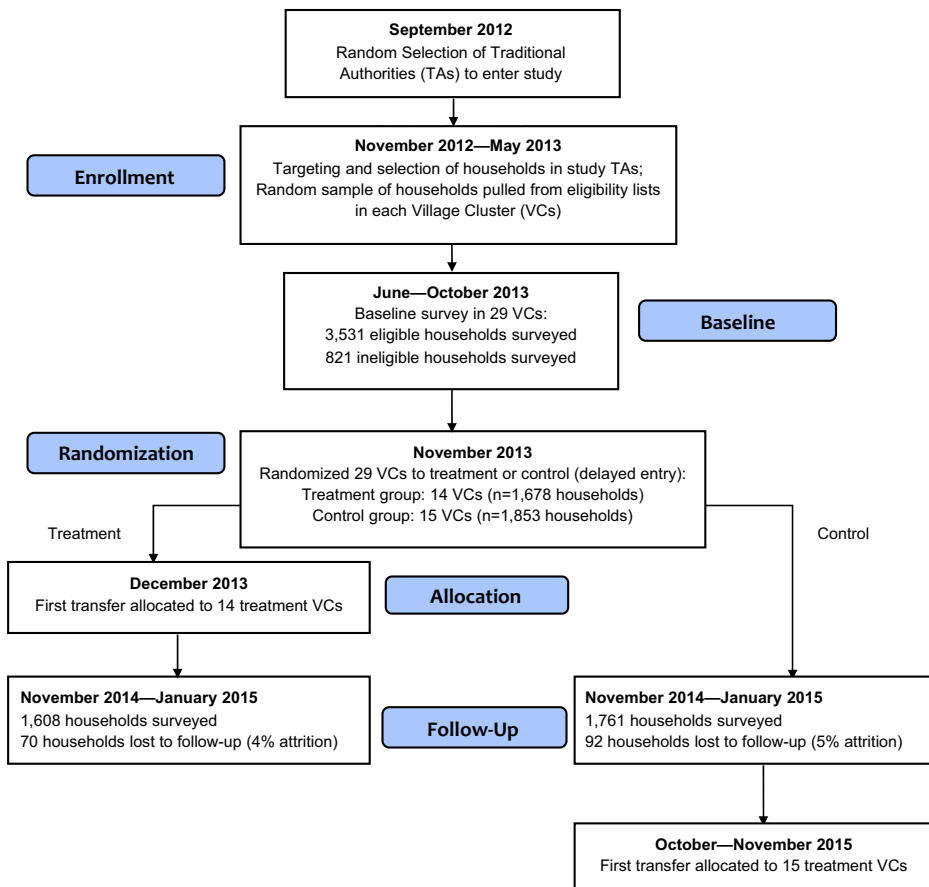 September 2012
Random Selection of Traditional
Authorities (TAs) to enter study
November 2012—May 2013
Targeting and selection of households in study TAs;
Random sample of households pulled from eligibility lists
in each Village Cluster (VCs)
Enrollment
June—October 2013
Baseline survey in 29 VCs:
3,531 eligible households surveyed
821 ineligible households surveyed
Baseline
Randomization
November 2013
Randomized 29 VCs to treatment or control (delayed entry):
Treatment group: 14 VCs (n=1,678 households)
Control group: 15 VCs (n=1,853 households)
Treatment
Control
December 2013
First transfer allocated to 14 treatment VCs
Allocation
November 2014—January 2015
1,608 households surveyed
70 households lost to follow-up (4% attrition)
Follow-Up
November 2014—January 2015
1,761 households surveyed
92 households lost to follow-up (5% attrition)
October—November 2015
First transfer allocated to 15 treatment VCs